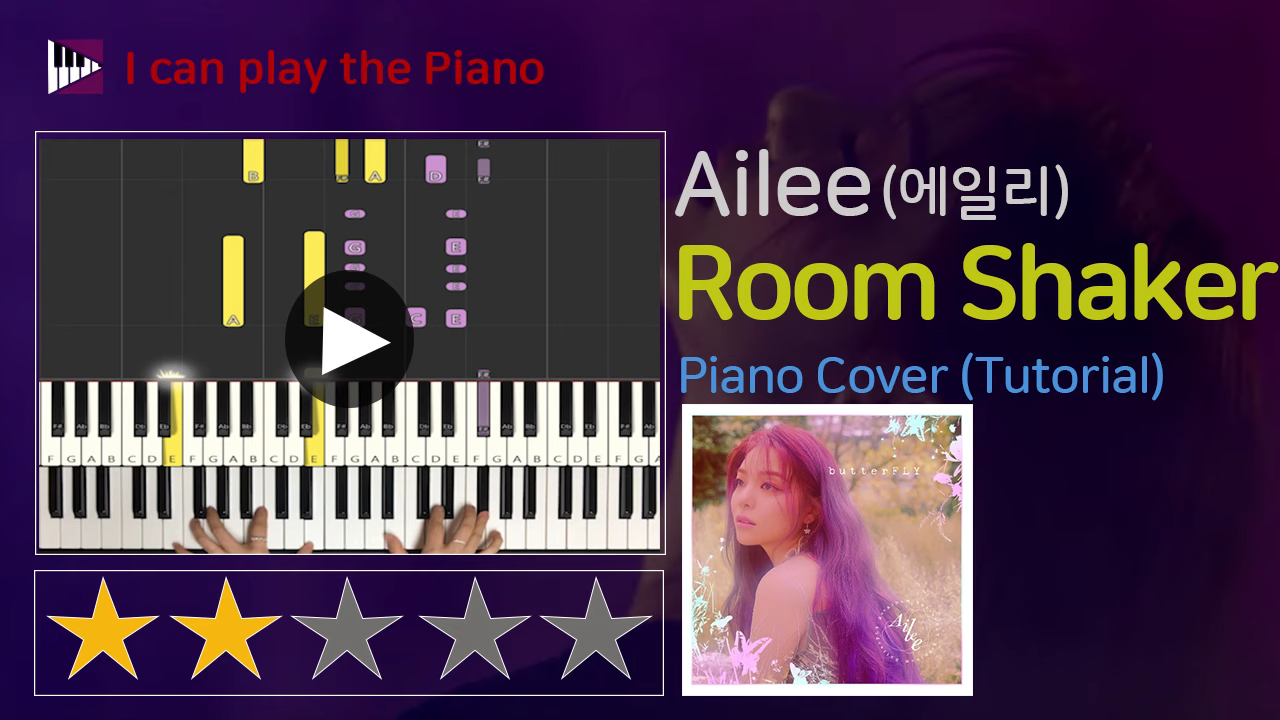 I can play the Piano
Ailee (에일리)
Room Shaker
Piano Cover (Tutorial)
B A D
G E
A E C E
F G A B C D E F G A B C D E F G A B C D E F G A B C D E F G A
butterFLY
Ailee